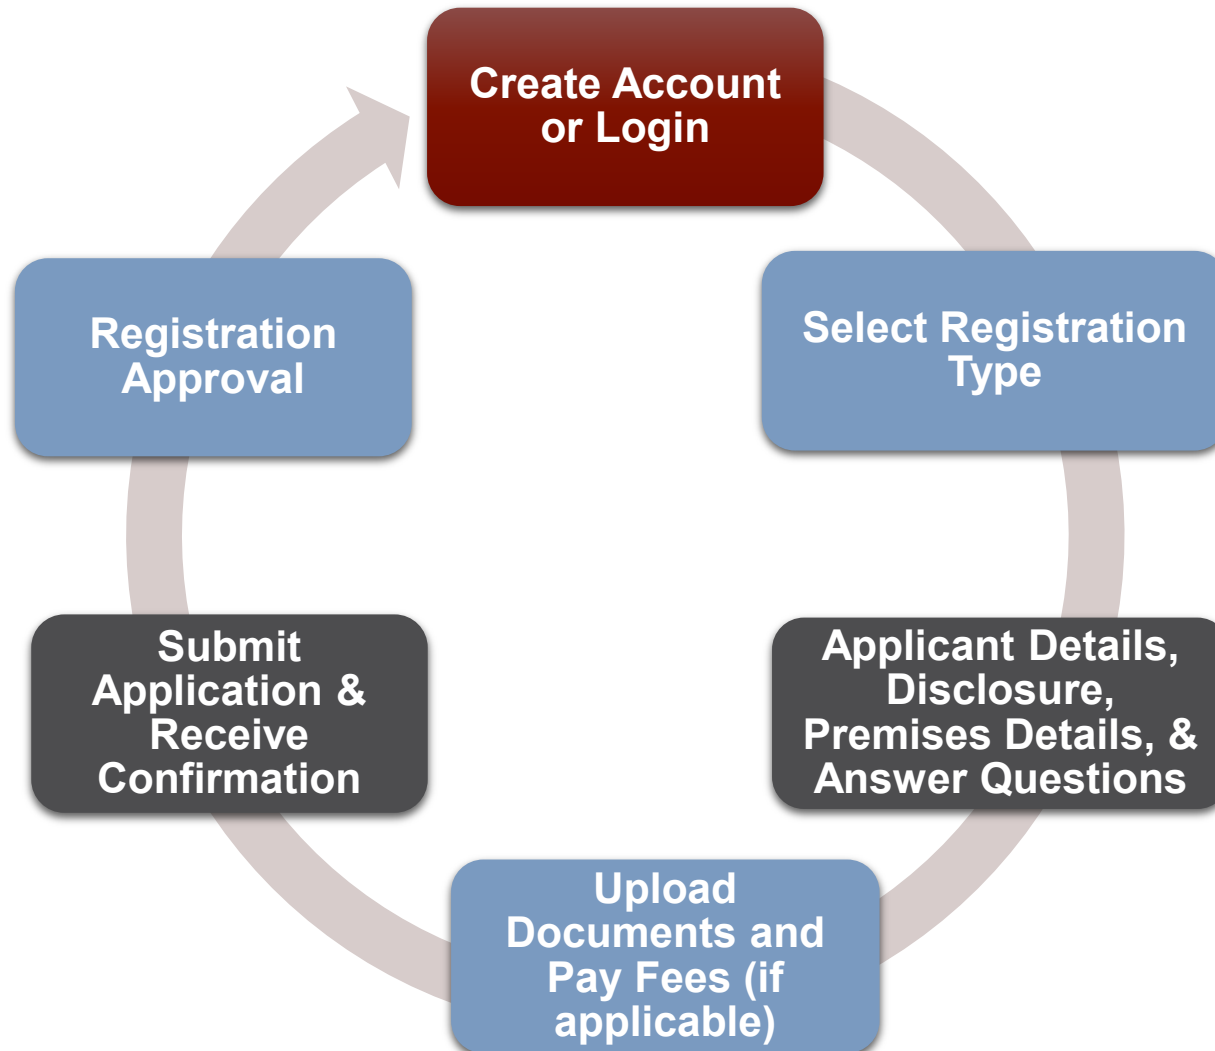 Create Account
or Login
Select Registration
Type
Applicant Details,
Disclosure,
Premises Details, &
Answer Questions
Upload
Documents and
Pay Fees (if
applicable)
Submit
Application &
Receive
Confirmation
Registration
Approval